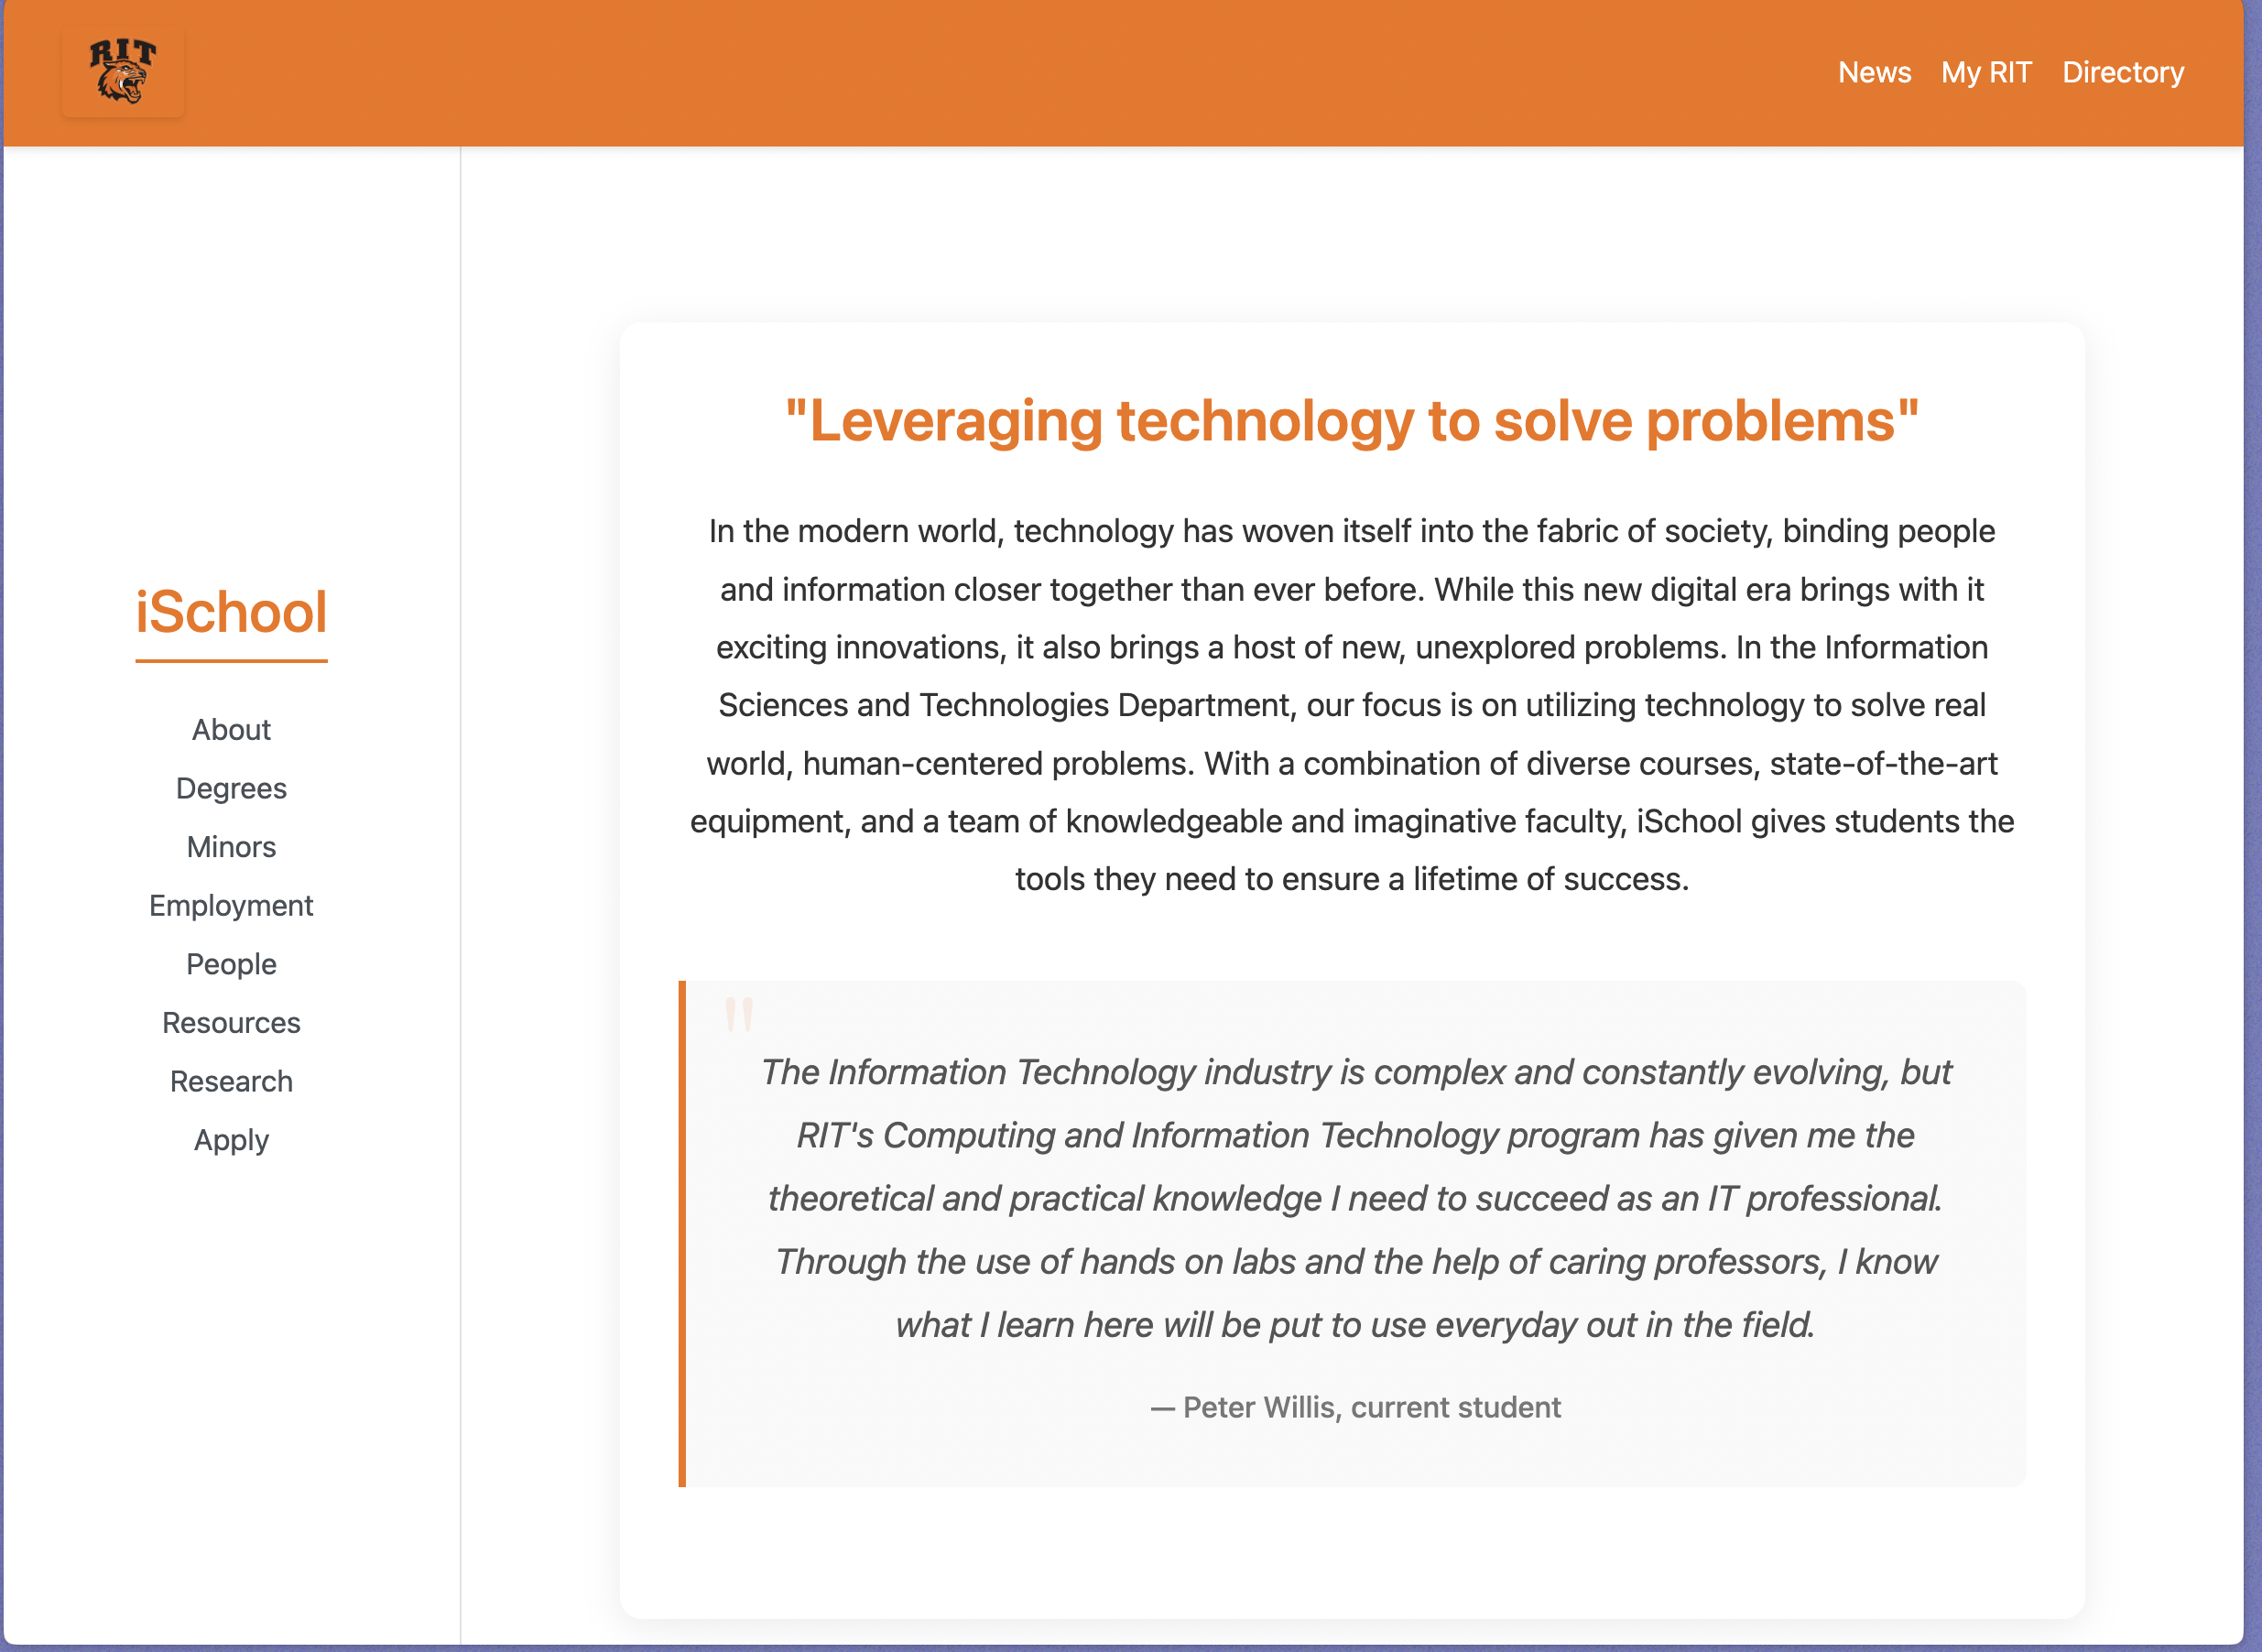 RIT
News My RIT Directory
iSchool
About
Degrees
Minors
Employment
People
Resources
Research
Apply
"Leveraging technology to solve problems"
In the modern world, technology has woven itself into the fabric of society, binding people
and information closer together than ever before. While this new digital era brings with it
exciting innovations, it also brings a host of new, unexplored problems. In the Information
Sciences and Technologies Department, our focus is on utilizing technology to solve real
world, human-centered problems. With a combination of diverse courses, state-of-the-art
equipment, and a team of knowledgeable and imaginative faculty, iSchool gives students the
tools they need to ensure a lifetime of success.
"
The Information Technology industry is complex and constantly evolving, but
RIT's Computing and Information Technology program has given me the
theoretical and practical knowledge I need to succeed as an IT professional.
Through the use of hands on labs and the help of caring professors, I know
what I learn here will be put to use everyday out in the field.
— Peter Willis, current student